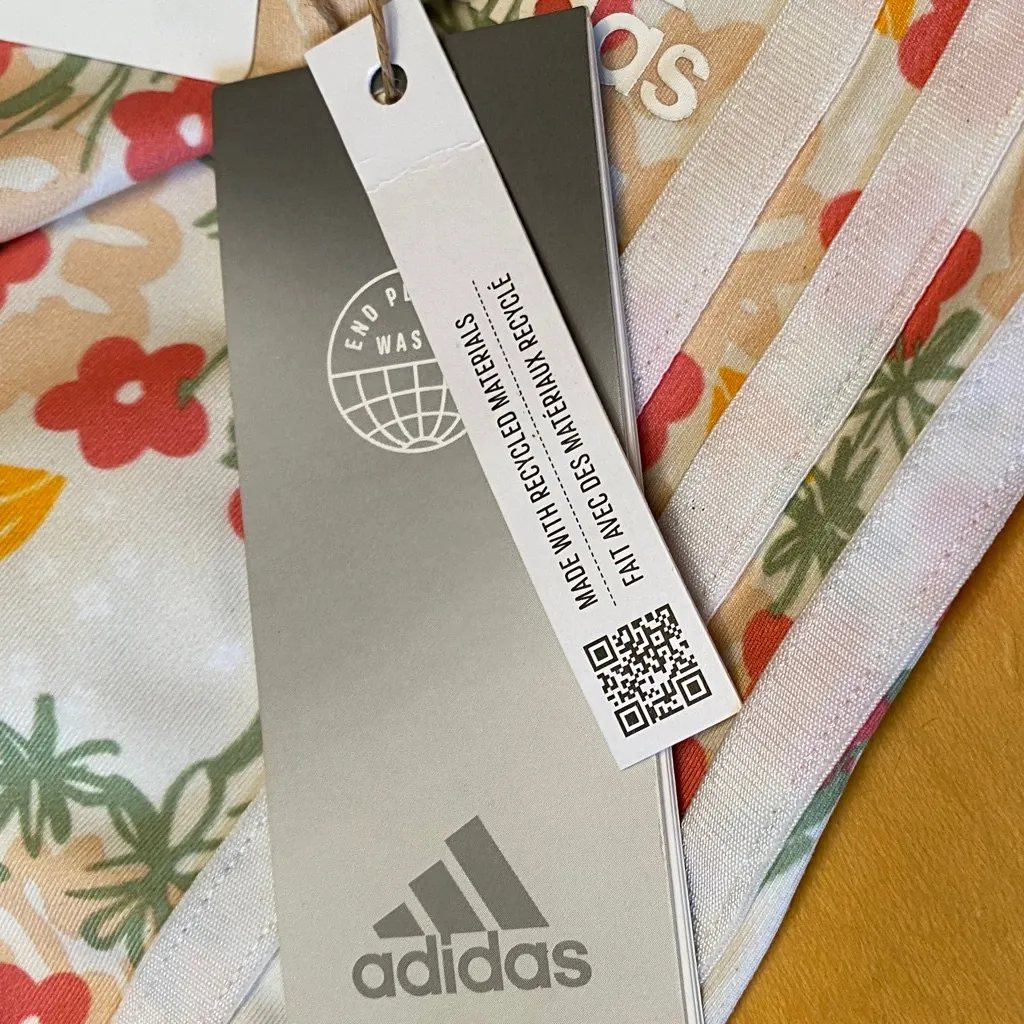 das
END
WAS
MADE WITH RECYCLED MATERIALS
FAIT AVEC DES MATÉRIAUX RECYCLÉ
adidas